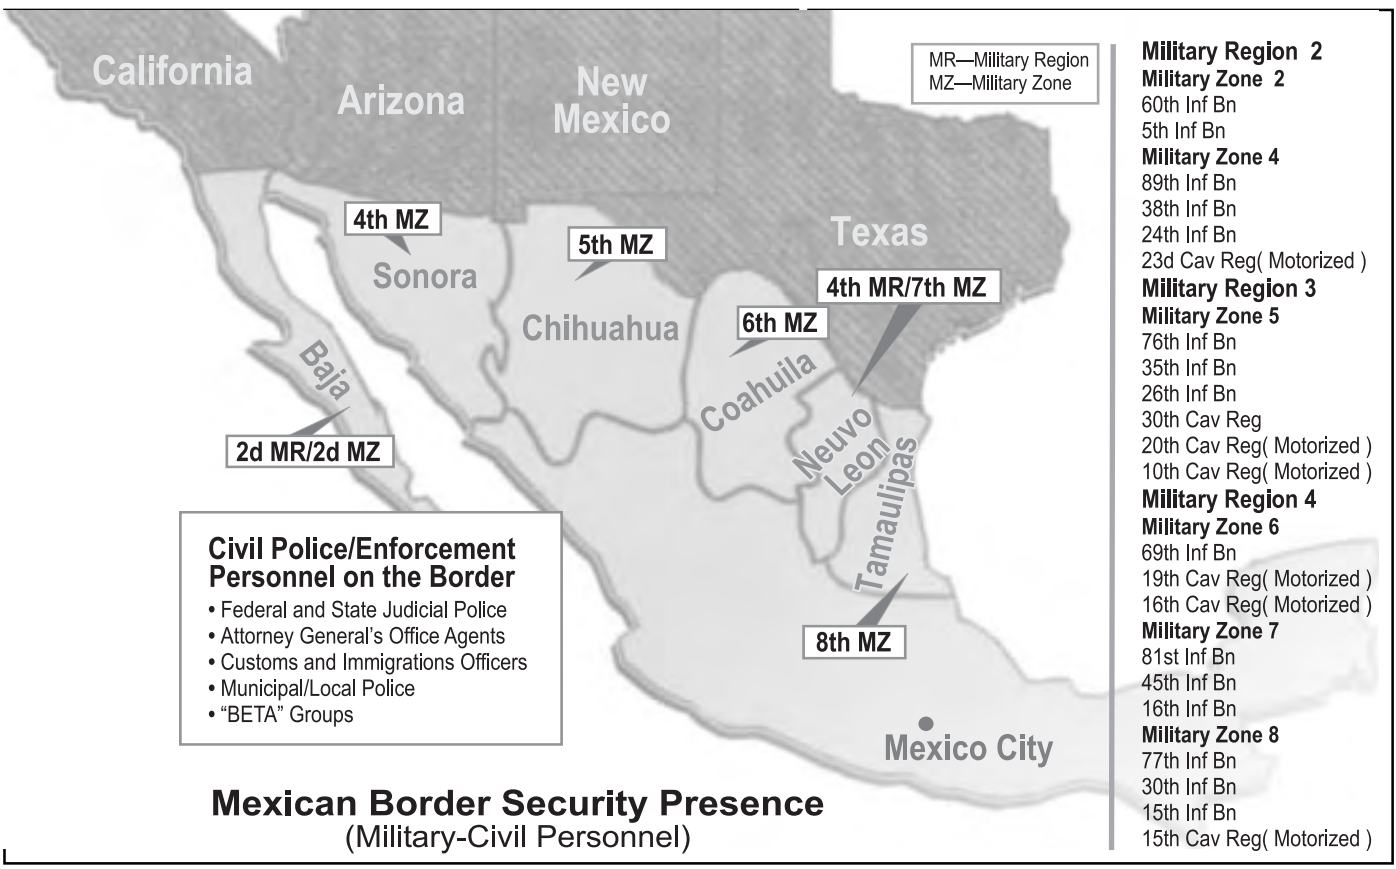 California
Arizona
New
Mexico
Texas
MR—Military Region
MZ—Military Zone
4th MZ
Sonora
5th MZ
Chihuahua
6th MZ
Coahuila
4th MR/7th MZ
Neuvo
Leon
Tamaulipas
8th MZ
Baja
2d MR/2d MZ
Mexico City
Civil Police/Enforcement
Personnel on the Border
• Federal and State Judicial Police
• Attorney General's Office Agents
• Customs and Immigrations Officers
• Municipal/Local Police
• “BETA” Groups
Mexican Border Security Presence
(Military-Civil Personnel)
Military Region 2
Military Zone 2
60th Inf Bn
5th Inf Bn
Military Zone 4
89th Inf Bn
38th Inf Bn
24th Inf Bn
23d Cav Reg( Motorized )
Military Region 3
Military Zone 5
76th Inf Bn
35th Inf Bn
26th Inf Bn
30th Cav Reg
20th Cav Reg( Motorized )
10th Cav Reg( Motorized )
Military Region 4
Military Zone 6
69th Inf Bn
19th Cav Reg( Motorized )
16th Cav Reg( Motorized )
Military Zone 7
81st Inf Bn
45th Inf Bn
16th Inf Bn
Military Zone 8
77th Inf Bn
30th Inf Bn
15th Inf Bn
15th Cav Reg( Motorized )